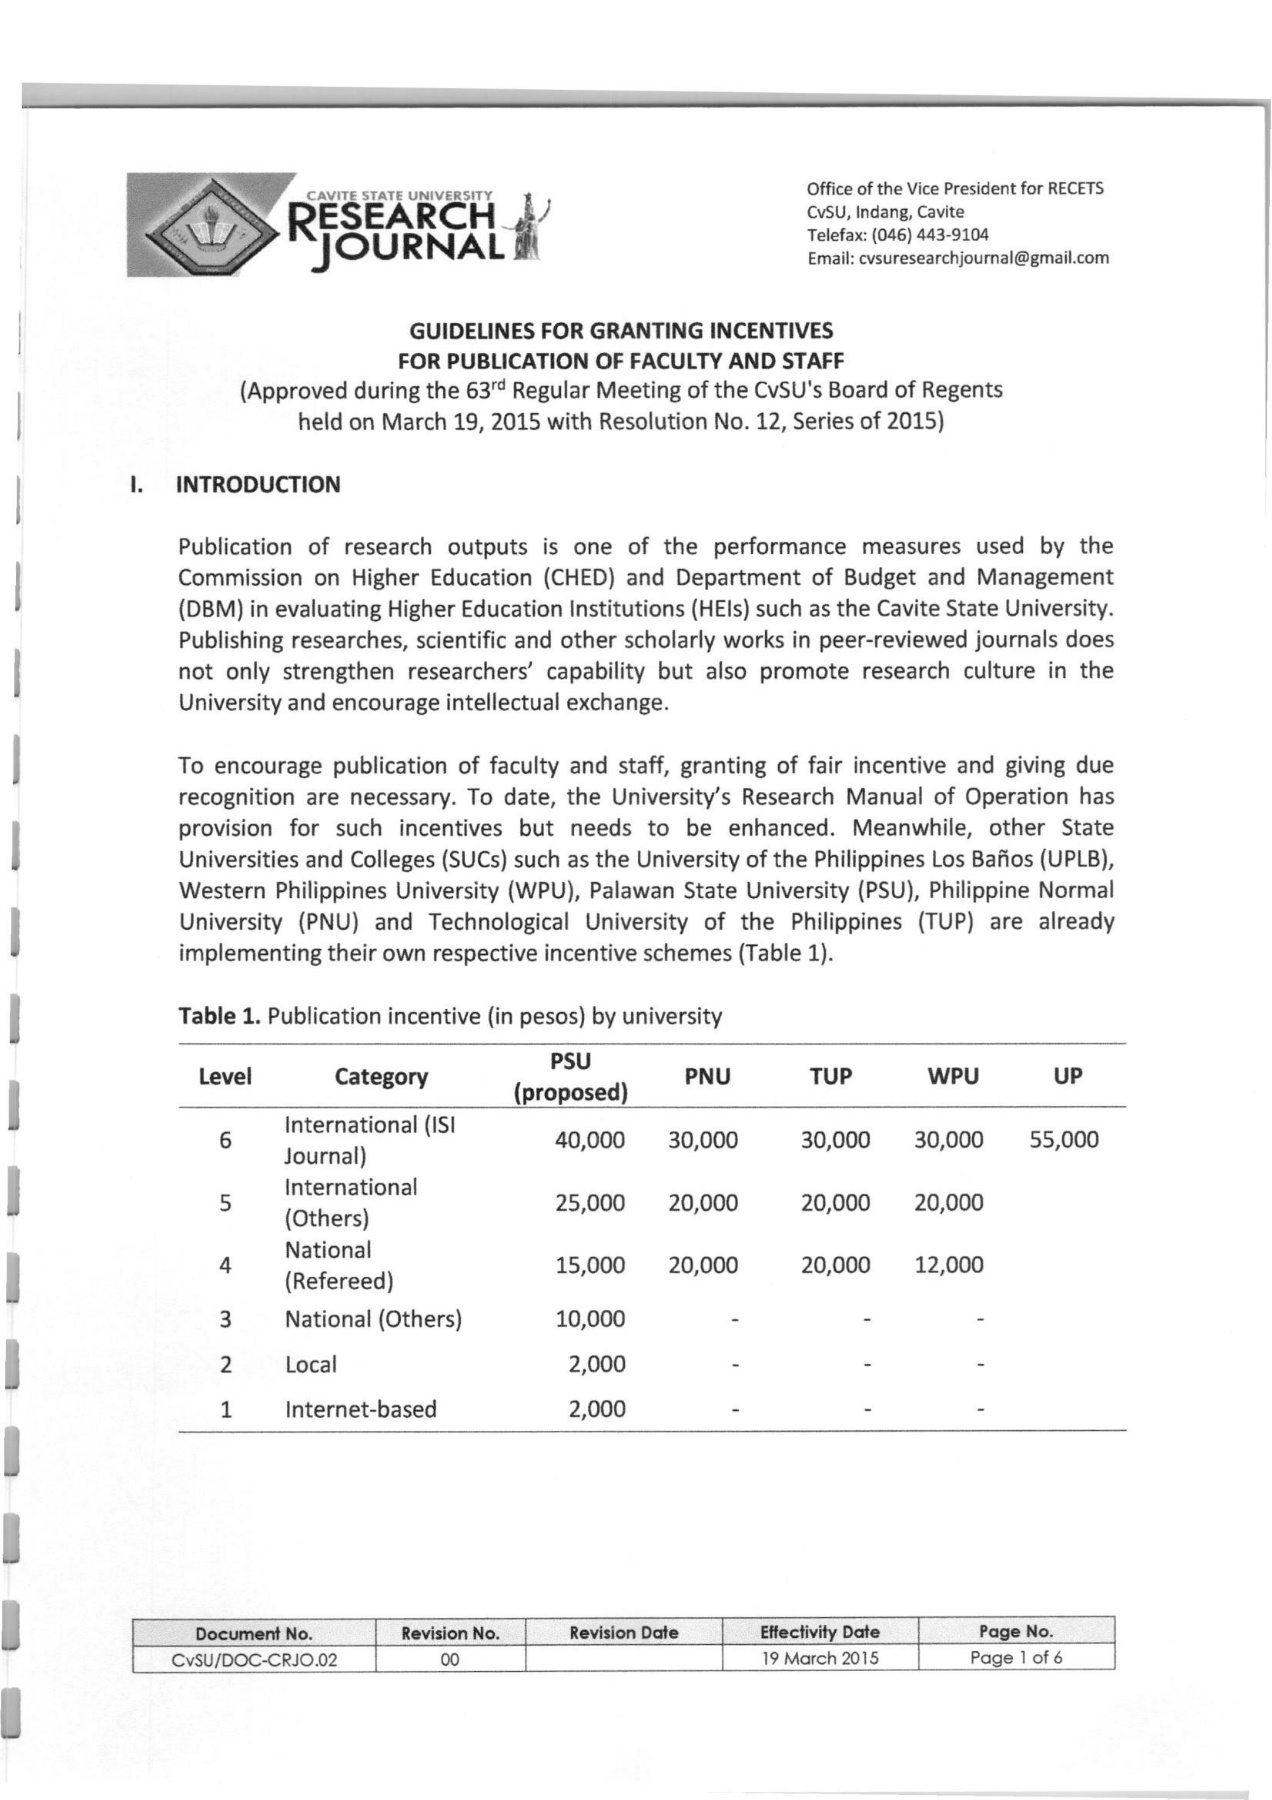 CAVITE STATE UNIVERSITY
RESEARCH
JOURNAL
Office of the Vice President for RECETS
CvSU, Indang, Cavite
Telefax: (046) 443-9104
Email: cvsuresearchjournal@gmail.com
GUIDELINES FOR GRANTING INCENTIVES
FOR PUBLICATION OF FACULTY AND STAFF
(Approved during the 63rd Regular Meeting of the CvSU's Board of Regents
held on March 19, 2015 with Resolution No. 12, Series of 2015)
I. INTRODUCTION
Publication of research outputs is one of the performance measures used by the
Commission on Higher Education (CHED) and Department of Budget and Management
(DBM) in evaluating Higher Education Institutions (HEIs) such as the Cavite State University.
Publishing researches, scientific and other scholarly works in peer-reviewed journals does
not only strengthen researchers' capability but also promote research culture in the
University and encourage intellectual exchange.
To encourage publication of faculty and staff, granting of fair incentive and giving due
recognition are necessary. To date, the University's Research Manual of Operation has
provision for such incentives but needs to be enhanced. Meanwhile, other State
Universities and Colleges (SUCs) such as the University of the Philippines Los Baños (UPLB),
Western Philippines University (WPU), Palawan State University (PSU), Philippine Normal
University (PNU) and Technological University of the Philippines (TUP) are already
implementing their own respective incentive schemes (Table 1).
Table 1. Publication incentive (in pesos) by university
Level Category PSU (proposed) PNU TUP WPU UP
6 International (ISI Journal) 40,000 30,000 30,000 30,000 55,000
5 International (Others) 25,000 20,000 20,000 20,000
4 National (Refereed) 15,000 20,000 20,000 12,000
3 National (Others) 10,000 - - -
2 Local 2,000 - - -
1 Internet-based 2,000 - - -
Document No. Revision No. Revision Date Effectivity Date Page No.
CvSU/DOC-CRJO.02 00 19 March 2015 Page 1 of 6